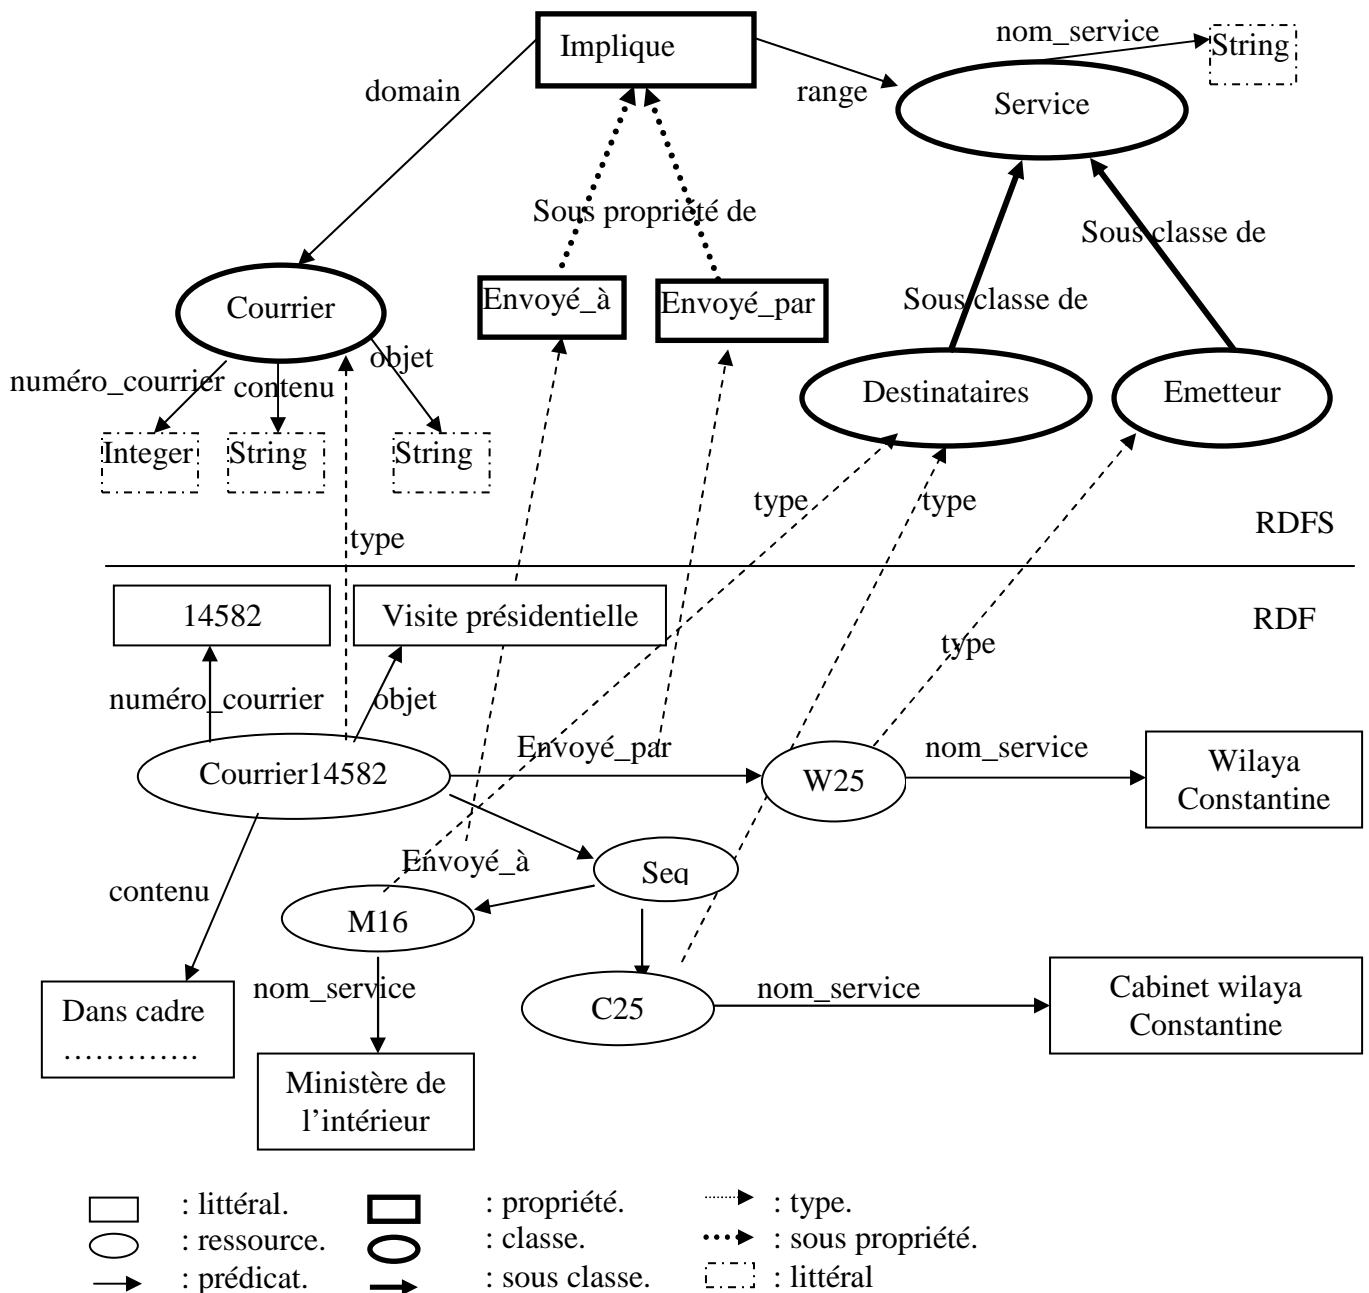 Implique
nom_service
String
domain
range
Service
Sous propriété de
Sous classe de
Courrier
Envoyé_à
Envoyé_par
Sous classe de
objet
numéro_courrier
contenu
Destinataires
Emetteur
Integer
String
String
type
type
type
RDFS
14582
Visite présidentielle
RDF
type
numéro_courrier
objet
Envoyé_par
nom_service
Courrier14582
W25
Wilaya
Constantine
Envoyé_à
Seq
contenu
M16
nom_service
nom_service
C25
Cabinet wilaya
Constantine
Dans cadre
………….
Ministère de
l’intérieur
: littéral.
: propriété.
: type.
: ressource.
: classe.
: sous propriété.
: prédicat.
: sous classe.
: littéral